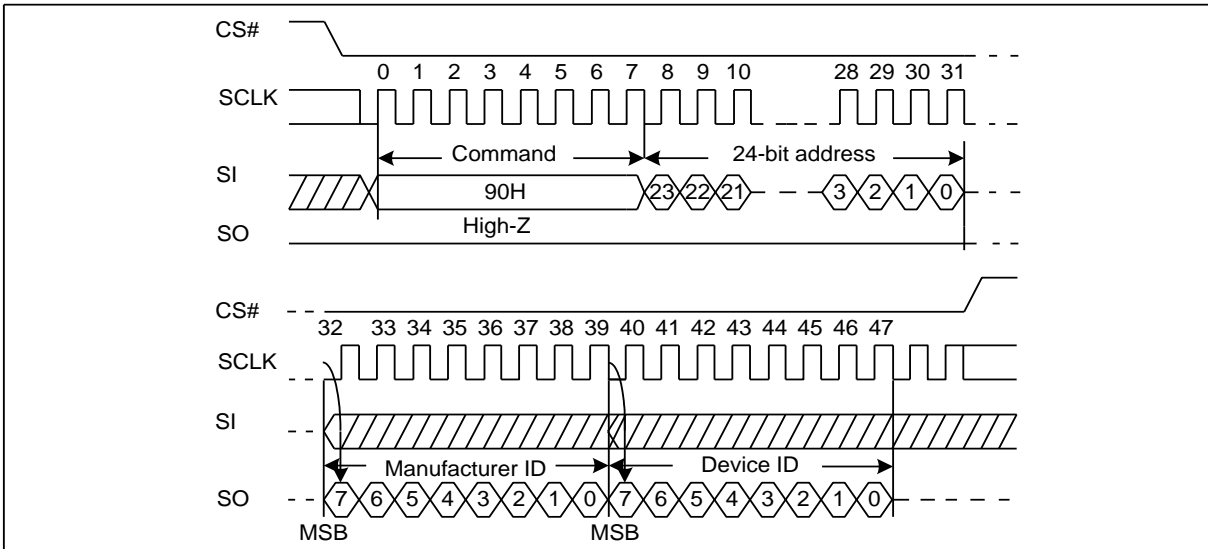 CS#
0 1 2 3 4 5 6 7 8 9 10 28 29 30 31
SCLK
Command 24-bit address
SI
90H 23 22 21 3 2 1 0
High-Z
SO
CS#
32 33 34 35 36 37 38 39 40 41 42 43 44 45 46 47
SCLK
SI
Manufacturer ID Device ID
SO 7 6 5 4 3 2 1 0 7 6 5 4 3 2 1 0
MSB MSB